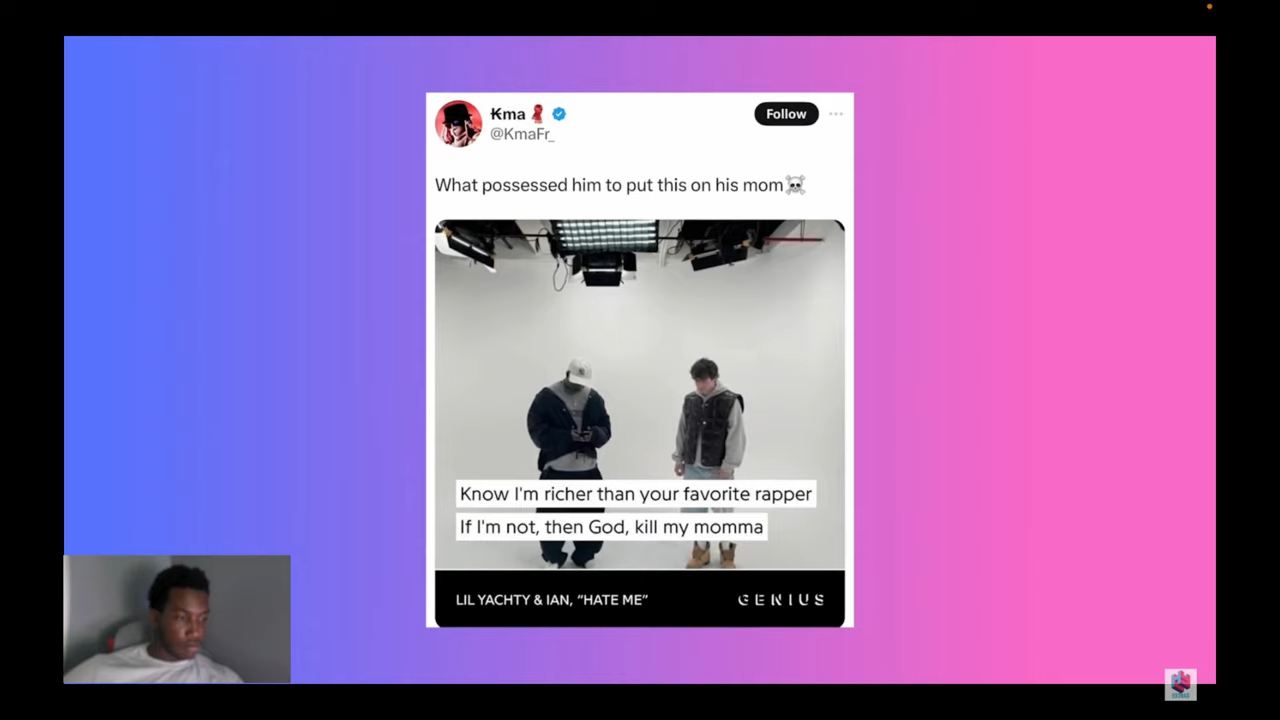 Kma
@KmaFr_
Follow
What possessed him to put this on his mom
Know I'm richer than your favorite rapper
If I'm not, then God, kill my momma
LIL YACHTY & IAN, “HATE ME”
GENIUS